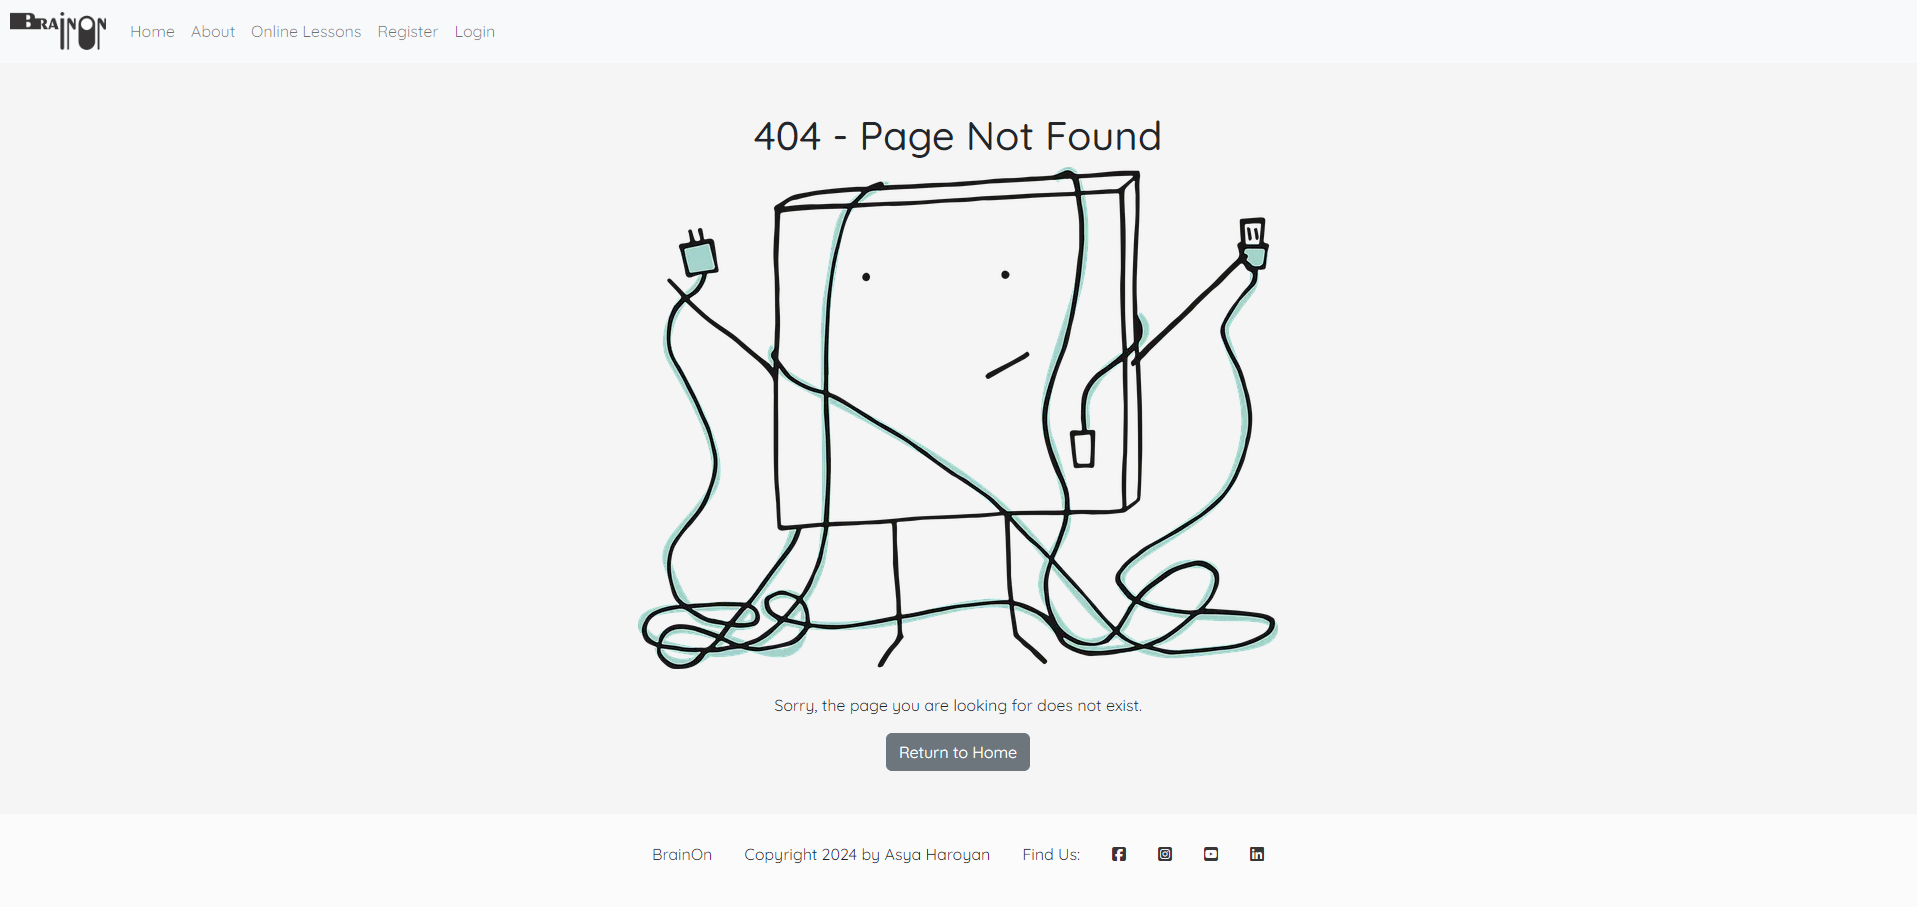 BrainOn
Home About Online Lessons Register Login
404 - Page Not Found
Sorry, the page you are looking for does not exist.
Return to Home
BrainOn Copyright 2024 by Asya Haroyan Find Us: